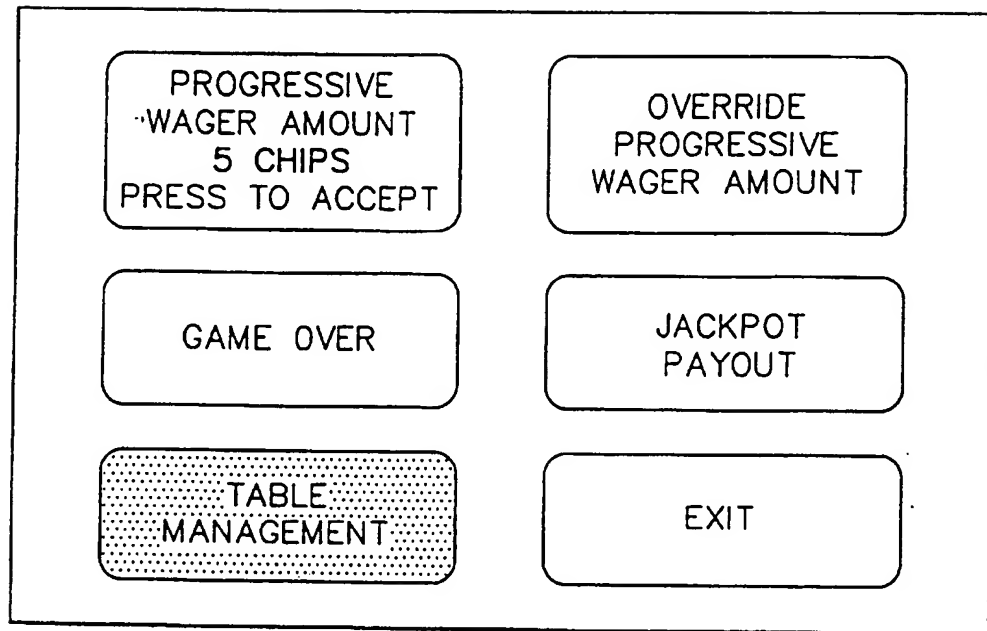 PROGRESSIVE
WAGER AMOUNT
5 CHIPS
PRESS TO ACCEPT
OVERRIDE
PROGRESSIVE
WAGER AMOUNT
GAME OVER
JACKPOT
PAYOUT
TABLE
MANAGEMENT
EXIT